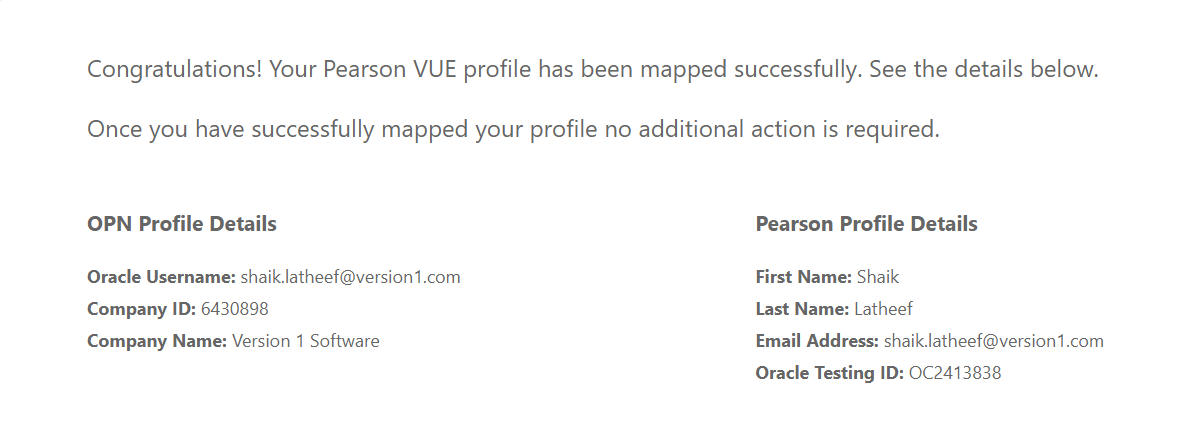 Congratulations! Your Pearson VUE profile has been mapped successfully. See the details below.
Once you have successfully mapped your profile no additional action is required.
OPN Profile Details
Oracle Username: shaik.latheef@version1.com
Company ID: 6430898
Company Name: Version 1 Software
Pearson Profile Details
First Name: Shaik
Last Name: Latheef
Email Address: shaik.latheef@version1.com
Oracle Testing ID: OC2413838